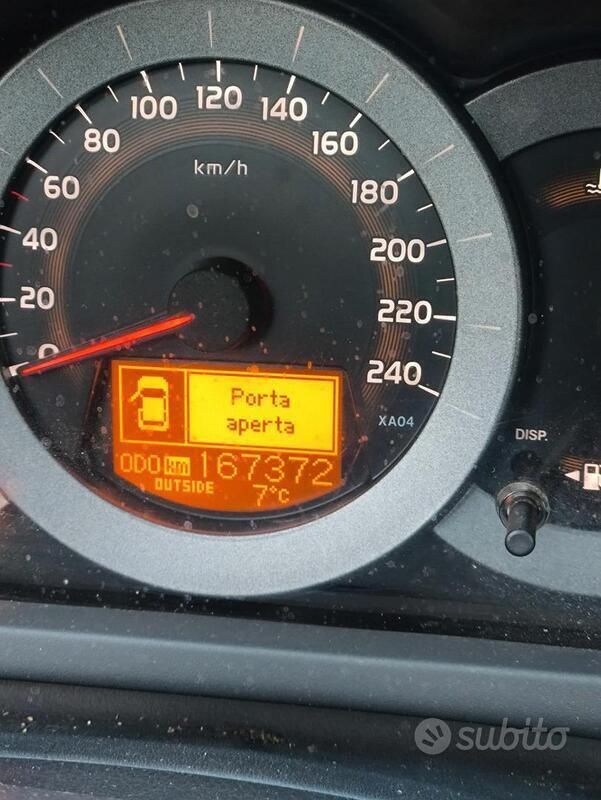 0
20
40
60
80
100
120
140
160
180
200
220
240
km/h
Porta
aperta
ODO km 167372
OUTSIDE
7°C
XA04
DISP.
subito